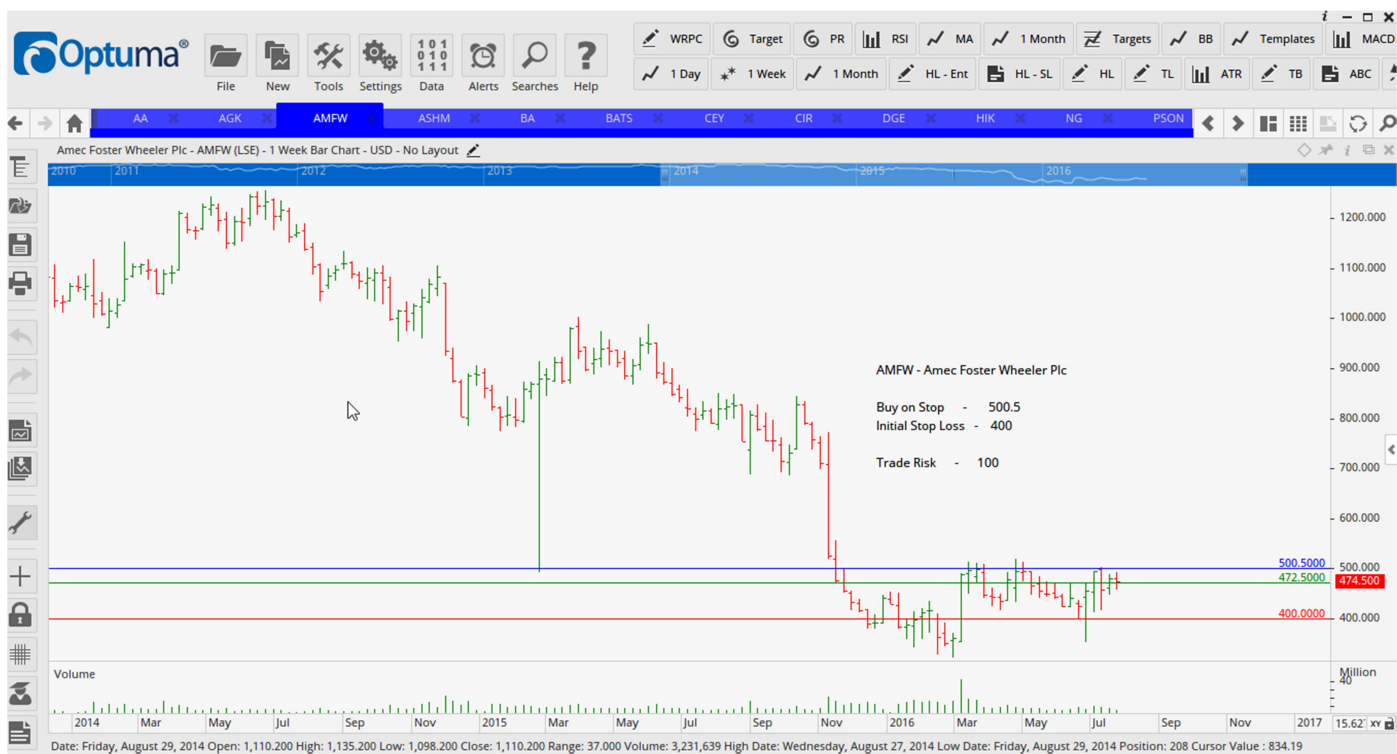 Optuma®
File New Tools Settings Data Alerts Searches Help
WRPC Target PR RSI MA 1 Month Targets BB Templates MACD
1 Day 1 Week 1 Month HL - Ent HL - SL HL TL ATR TB ABC
AA AGK AMFW ASHM BA BATS CEY CIR DGE HIK NG PSON
Amec Foster Wheeler Plc - AMFW (LSE) - 1 Week Bar Chart - USD - No Layout
2010 2011 2012 2013 2014 2015 2016
1200.000
1100.000
1000.000
900.000
AMFW - Amec Foster Wheeler Plc
Buy on Stop - 500.5
800.000
Initial Stop Loss - 400
Trade Risk - 100
700.000
600.000
500.5000 500.000
472.5000 474.500
400.0000 400.000
Volume Million
40
2014 Mar May Jul Sep Nov 2015 Mar May Jul Sep Nov 2016 Mar May Jul Sep Nov 2017 15.62 XY
Date: Friday, August 29, 2014 Open: 1,110.200 High: 1,135.200 Low: 1,098.200 Close: 1,110.200 Range: 37.000 Volume: 3,231,639 High Date: Wednesday, August 27, 2014 Low Date: Friday, August 29, 2014 Position: 208 Cursor Value : 834.19